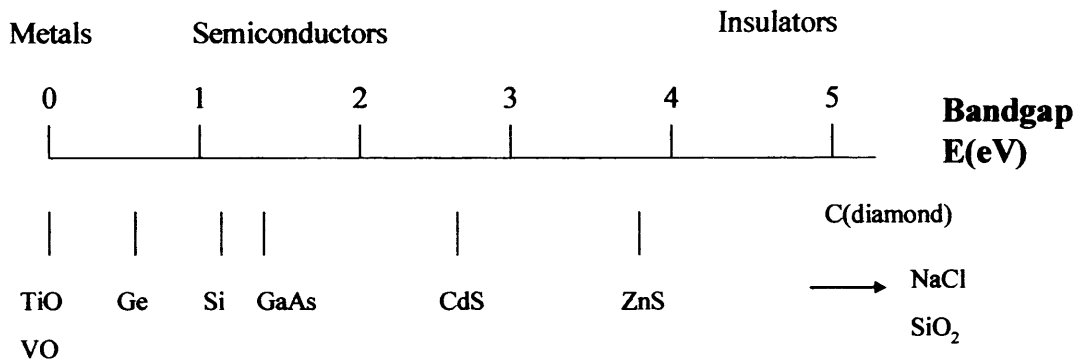 Metals Semiconductors Insulators
0 1 2 3 4 5
Bandgap
E(eV)
C(diamond)
TiO Ge Si GaAs CdS ZnS NaCl
VO SiO₂